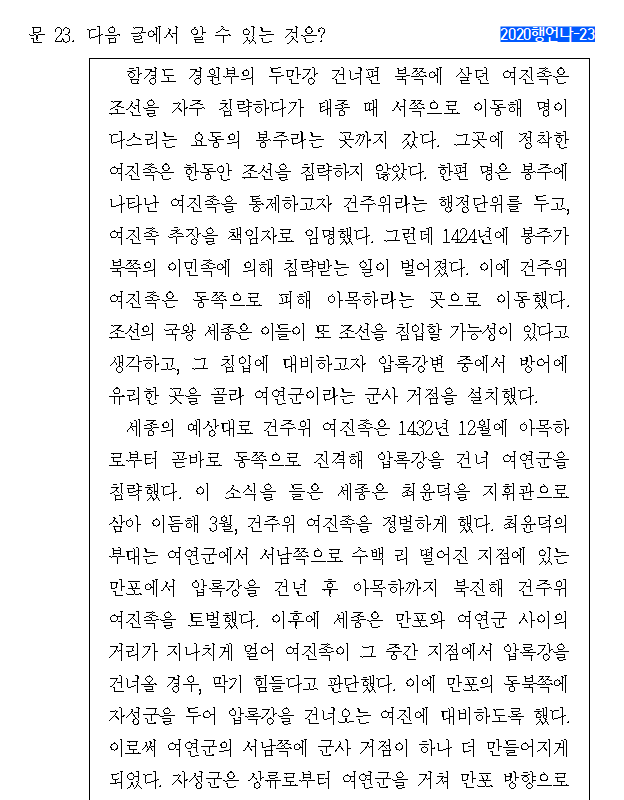 문 23. 다음 글에서 알 수 있는 것은?
2020행언나-23
함경도 경원부의 두만강 건너편 북쪽에 살던 여진족은
조선을 자주 침략하다가 태종 때 서쪽으로 이동해 명이
다스리는 요동의 봉주라는 곳까지 갔다. 그곳에 정착한
여진족은 한동안 조선을 침략하지 않았다. 한편 명은 봉주에
나타난 여진족을 통제하고자 건주위라는 행정단위를 두고,
여진족 추장을 책임자로 임명했다. 그런데 1424년에 봉주가
북쪽의 이민족에 의해 침략받는 일이 벌어졌다. 이에 건주위
여진족은 동쪽으로 피해 아목하라는 곳으로 이동했다.
조선의 국왕 세종은 이들이 또 조선을 침입할 가능성이 있다고
생각하고, 그 침입에 대비하고자 압록강변 중에서 방어에
유리한 곳을 골라 여연군이라는 군사 거점을 설치했다.
세종의 예상대로 건주위 여진족은 1432년 12월에 아목하
로부터 곧바로 동쪽으로 진격해 압록강을 건너 여연군을
침략했다. 이 소식을 들은 세종은 최윤덕을 지휘관으로
삼아 이듬해 3월, 건주위 여진족을 정벌하게 했다. 최윤덕의
부대는 여연군에서 서남쪽으로 수백 리 떨어진 지점에 있는
만포에서 압록강을 건넌 후 아목하까지 북진해 건주위
여진족을 토벌했다. 이후에 세종은 만포와 여연군 사이의
거리가 지나치게 멀어 여진족이 그 중간 지점에서 압록강을
건너올 경우, 막기 힘들다고 판단했다. 이에 만포의 동북쪽에
자성군을 두어 압록강을 건너오는 여진에 대비하도록 했다.
이로써 여연군의 서남쪽에 군사 거점이 하나 더 만들어지게
되었다. 자성군은 상류로부터 여연군을 거쳐 만포 방향으로